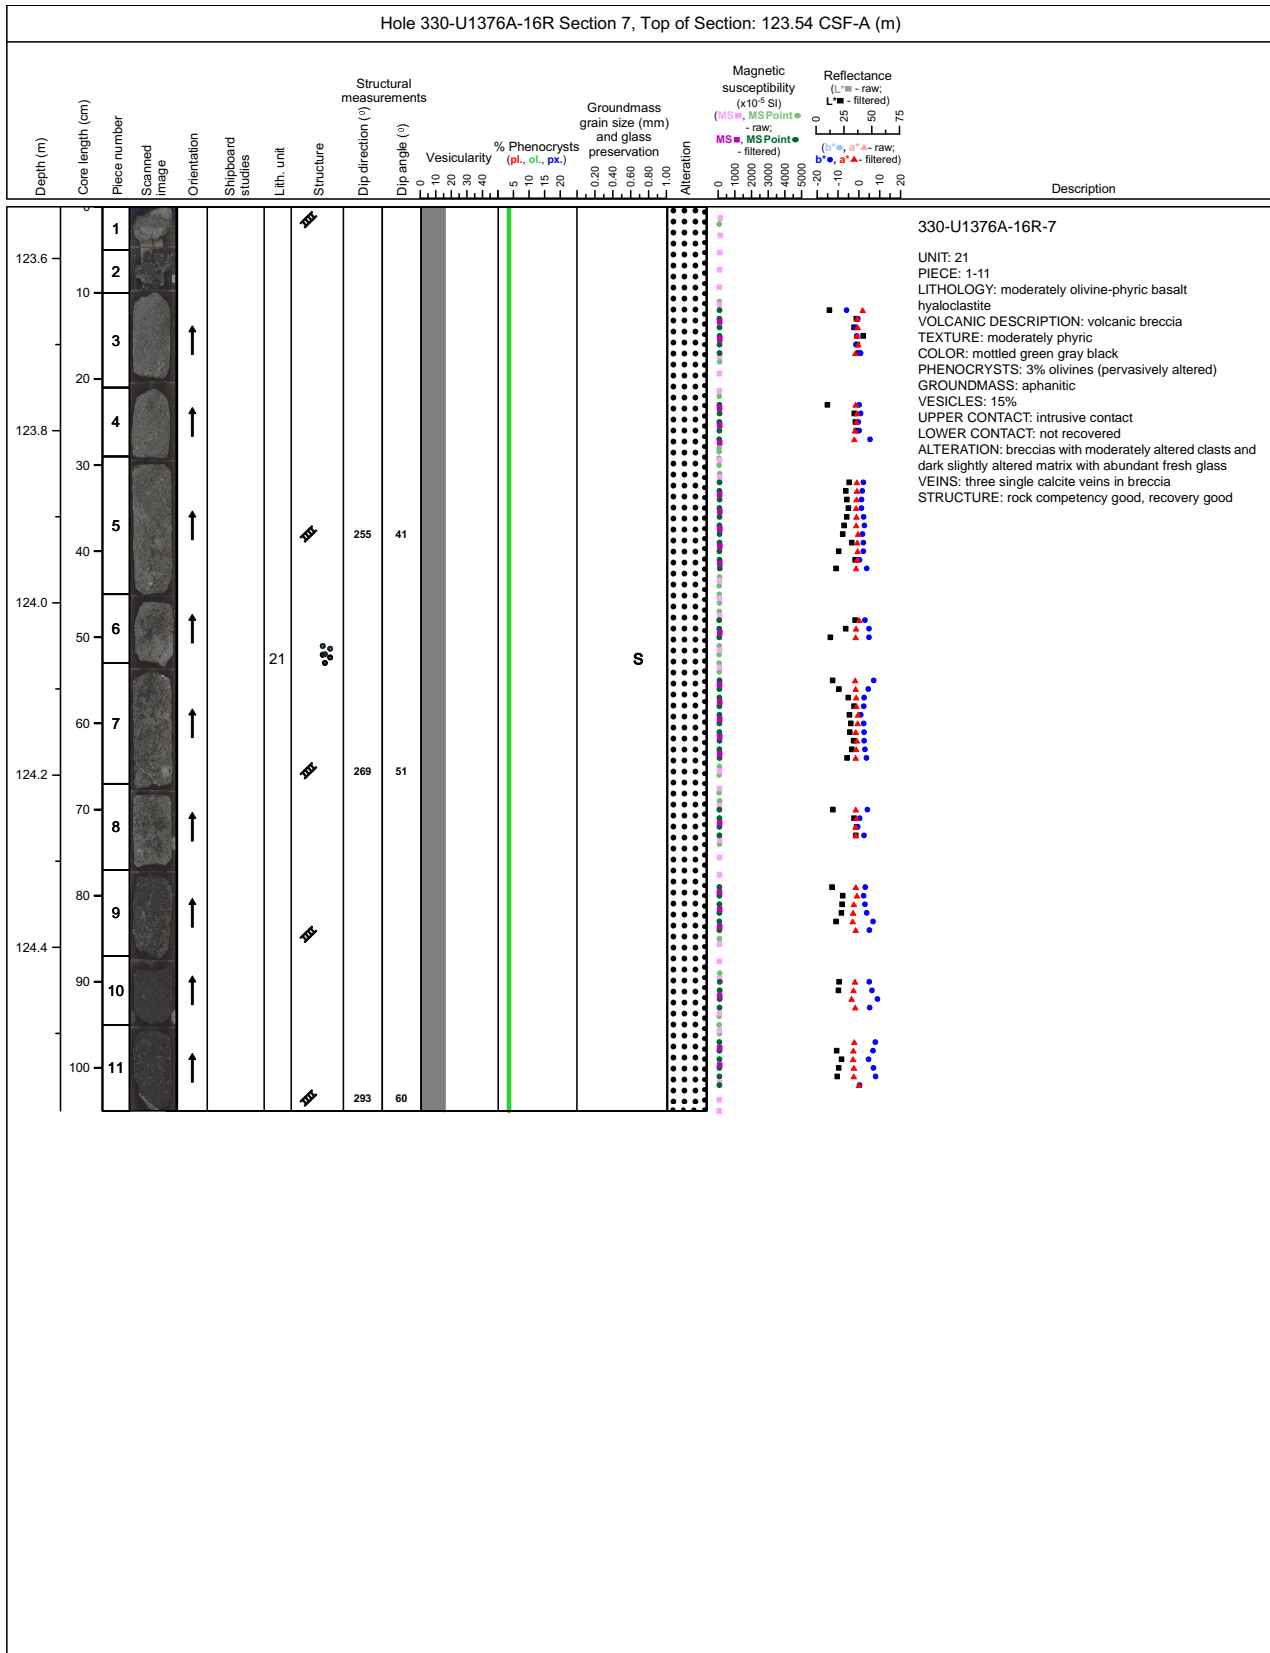 Hole 330-U1376A-16R Section 7, Top of Section: 123.54 CSF-A (m)
Depth (m)
Core length (cm)
Piece number
Scanned
image
Orientation
Shipboard
studies
Lith. unit
Structure
Structural
measurements
Dip direction (°)
Dip angle (°)
Vesicularity
0 10 20 30 40
% Phenocrysts
(pl., ol., px.)
5 10 15 20
Groundmass
grain size (mm)
and glass
preservation
0.20 0.40 0.60 0.80 1.00
Alteration
Magnetic
susceptibility
(x10-5 SI)
(MS■, MSPoint●
- raw;
MS■, MSPoint●
- filtered)
0 1000 2000 3000 4000 5000
Reflectance
(L*■ - raw;
L*■ - filtered)
0 25 50 75
(b*●, a*▲- raw;
b*●, a*▲- filtered)
-20 -10 0 10 20
Description
123.6
123.8
124.0
124.2
124.4
0
10
20
30
40
50
60
70
80
90
100
1
2
3
4
5
6
7
8
9
10
11
21
255 41
269 51
293 60
S
330-U1376A-16R-7
UNIT: 21
PIECE: 1-11
LITHOLOGY: moderately olivine-phyric basalt
hyaloclastite
VOLCANIC DESCRIPTION: volcanic breccia
TEXTURE: moderately phyric
COLOR: mottled green gray black
PHENOCRYSTS: 3% olivines (pervasively altered)
GROUNDMASS: aphanitic
VESICLES: 15%
UPPER CONTACT: intrusive contact
LOWER CONTACT: not recovered
ALTERATION: breccias with moderately altered clasts and
dark slightly altered matrix with abundant fresh glass
VEINS: three single calcite veins in breccia
STRUCTURE: rock competency good, recovery good